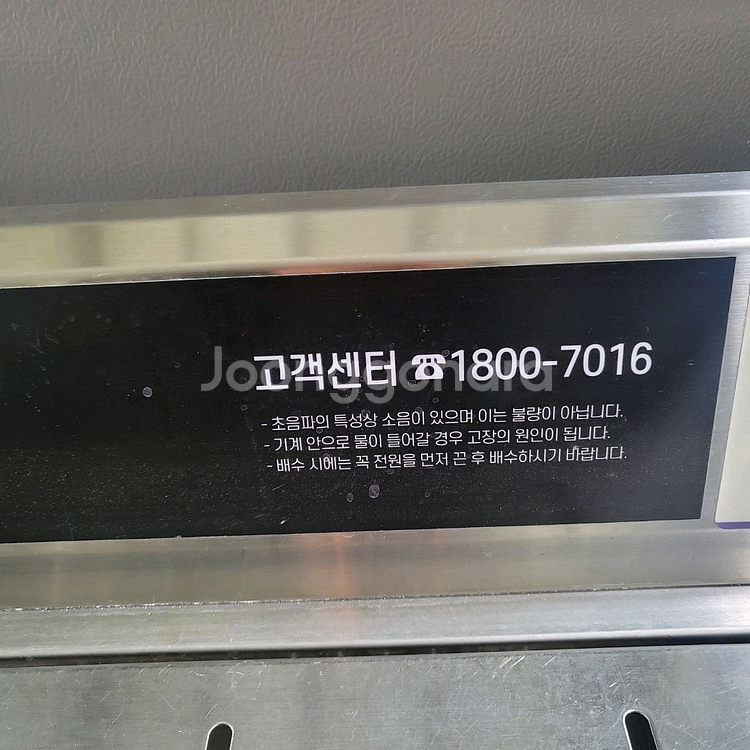 고객센터 ☎1800-7016
Joonggonara
- 초음파의 특성상 소음이 있으며 이는 불량이 아닙니다.
- 기계 안으로 물이 들어갈 경우 고장의 원인이 됩니다.
- 배수 시에는 꼭 전원을 먼저 끈 후 배수하시기 바랍니다.